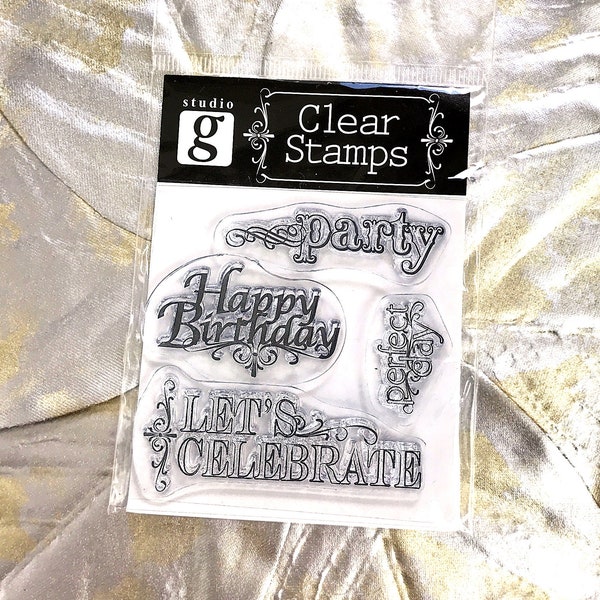 studio
g
Clear
Stamps
party
Happy
Birthday
perfect
day
LET'S
CELEBRATE